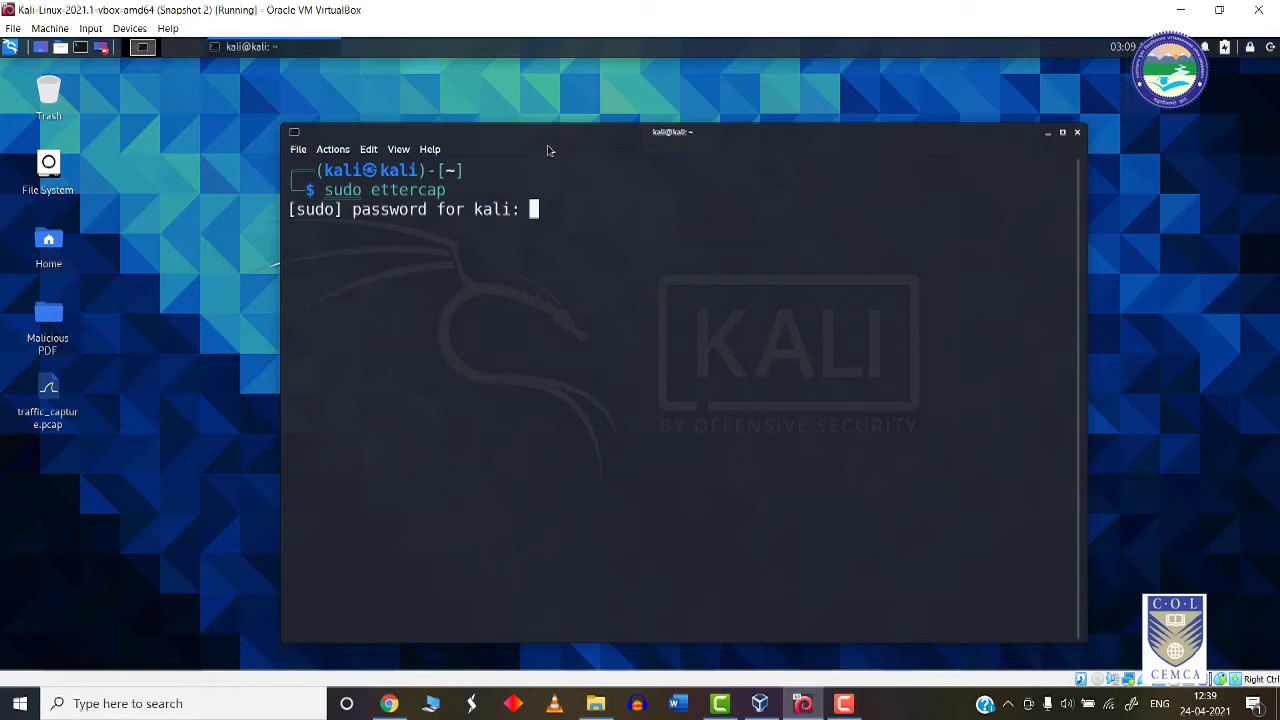 Kali-Linux-2021.1-vbox-amd64 (Snapshot 2) [Running] - Oracle VM VirtualBox
File Machine Input Devices Help
kali@kali: ~
03:09
Trash
File System
Home
Malicious
PDF
traffic_captur
e.pcap
kali@kali: ~
File Actions Edit View Help
(kali㉿kali)-[~]
$ sudo ettercap
[sudo] password for kali:
KALI
BY OFFENSIVE SECURITY
C·O·L
CEMCA
Right Ctrl
Type here to search
ENG
12:39
24-04-2021
1